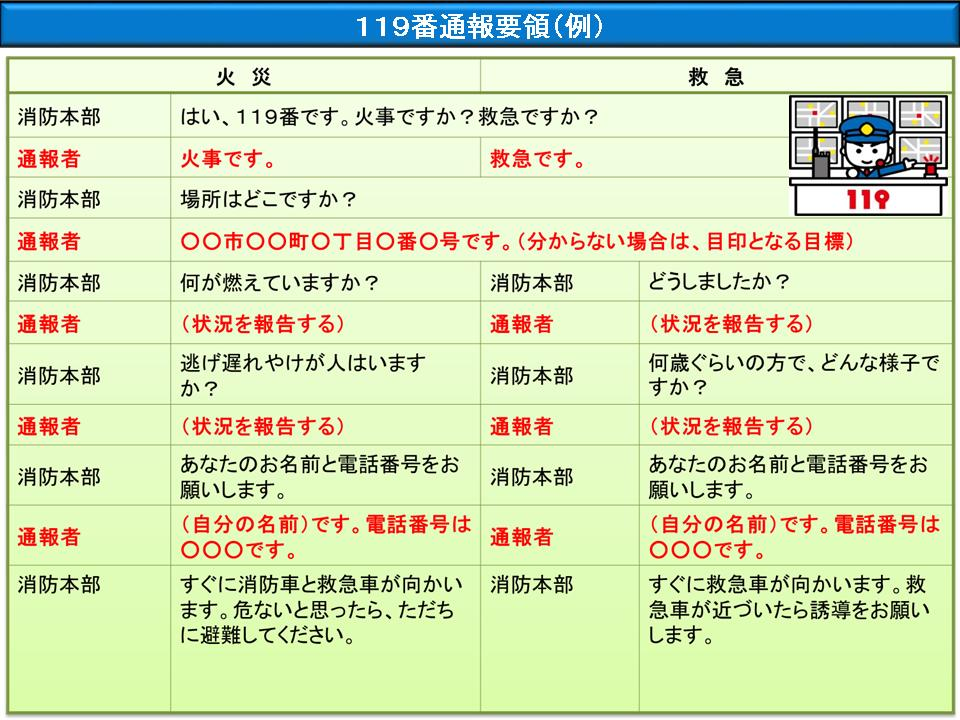 119番通報要領(例)
火　災
救　急
消防本部
はい、119番です。火事ですか？救急ですか？
通報者
火事です。
救急です。
消防本部
場所はどこですか？
119
通報者
〇〇市〇〇町〇丁目〇番〇号です。(分からない場合は、目印となる目標)
消防本部
何が燃えていますか？
消防本部
どうしましたか？
通報者
(状況を報告する)
通報者
(状況を報告する)
消防本部
逃げ遅れやけが人はいます
か？
消防本部
何歳ぐらいの方で、どんな様子で
すか？
通報者
(状況を報告する)
通報者
(状況を報告する)
消防本部
あなたのお名前と電話番号をお
願いします。
消防本部
あなたのお名前と電話番号をお
願いします。
通報者
(自分の名前)です。電話番号は
〇〇〇です。
通報者
(自分の名前)です。電話番号は
〇〇〇です。
消防本部
すぐに消防車と救急車が向かい
ます。危ないと思ったら、ただち
に避難してください。
消防本部
すぐに救急車が向かいます。救
急車が近づいたら誘導をお願い
します。